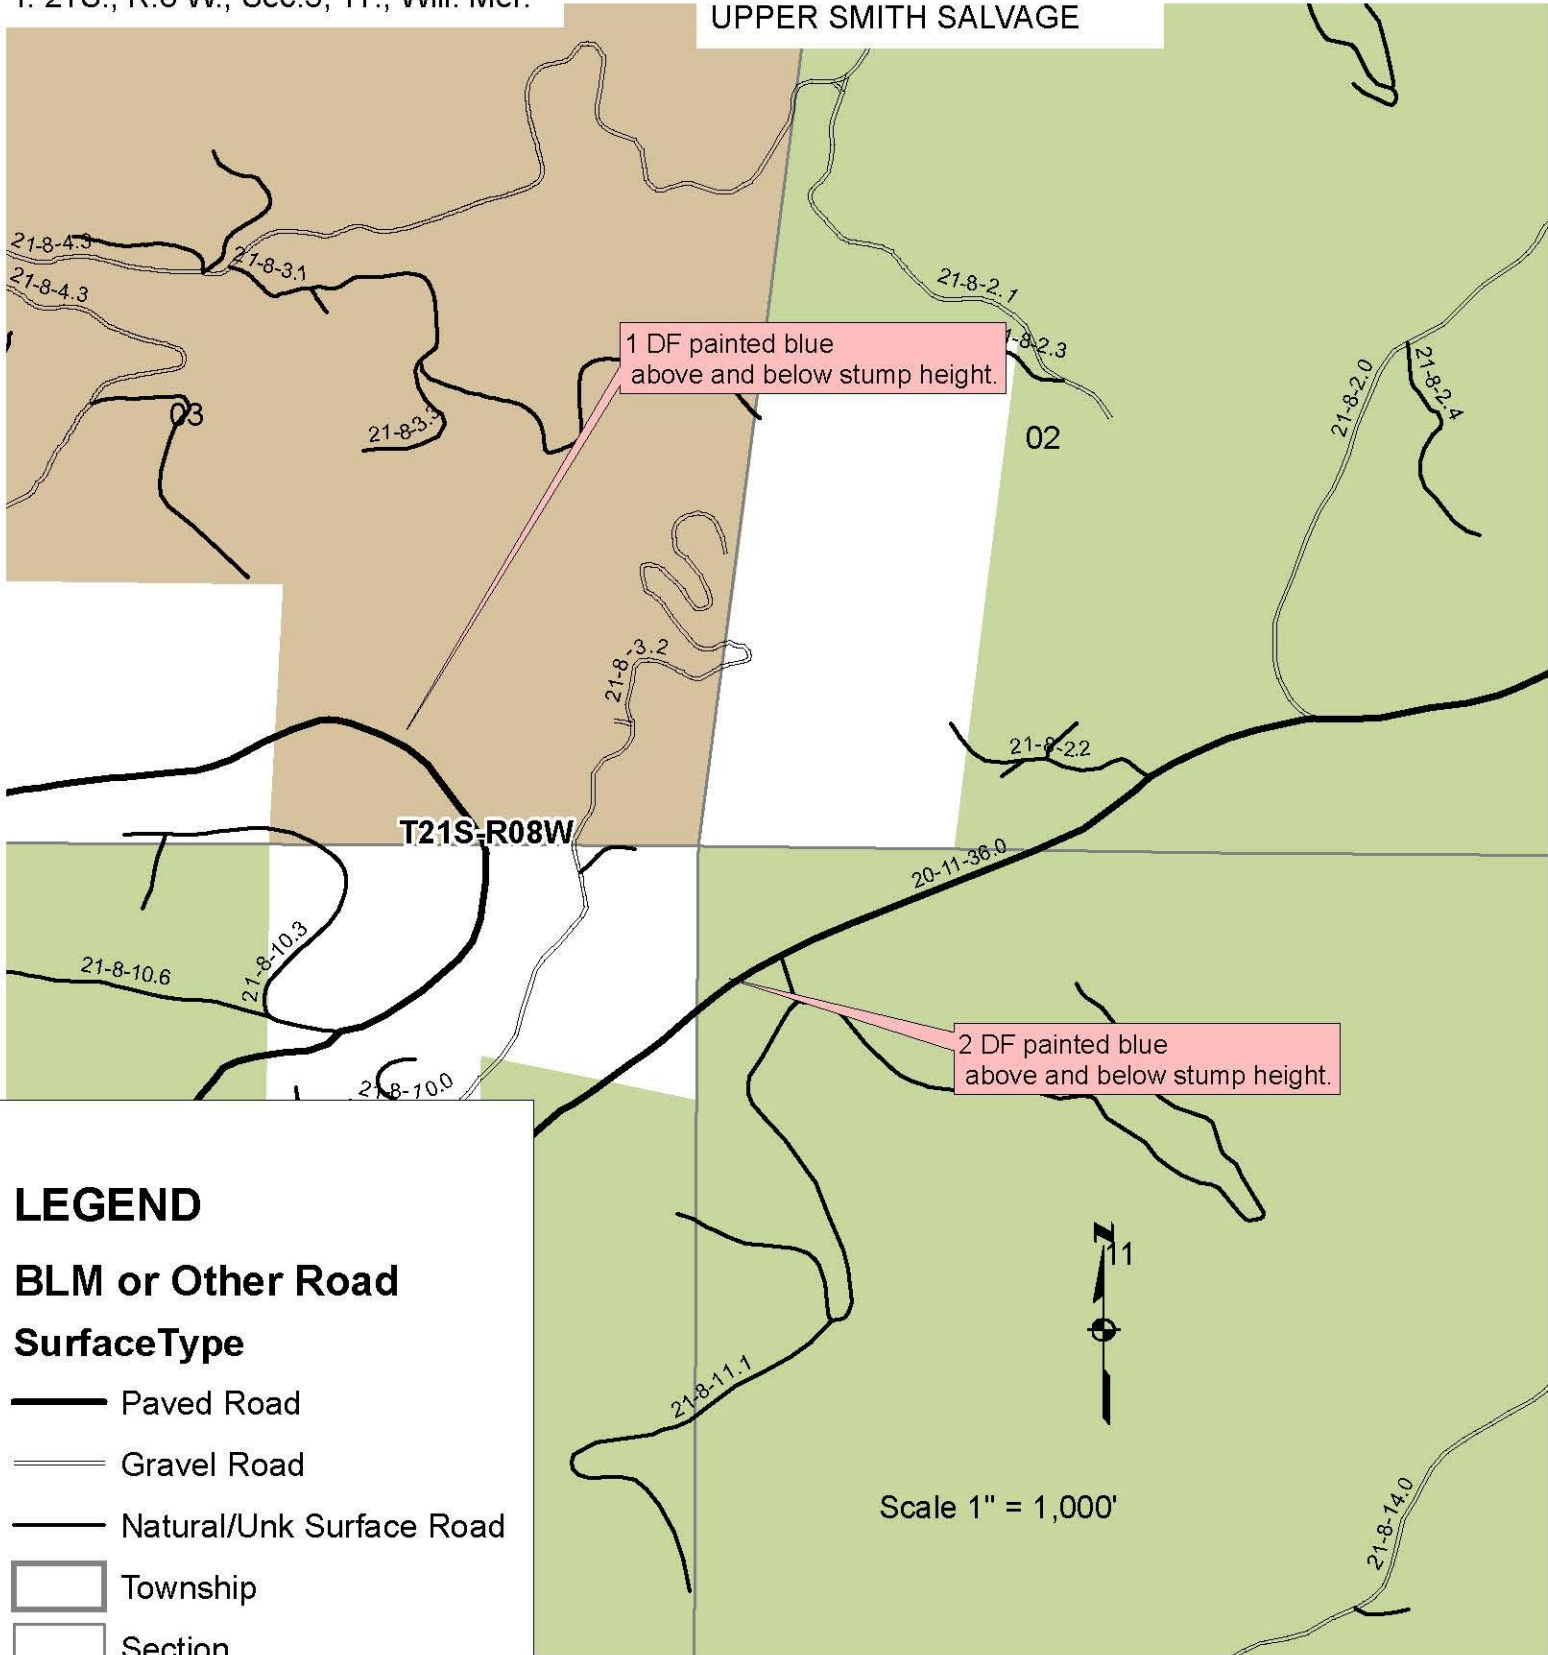 UPPER SMITH SALVAGE
21-8-4.3
21-8-3.1
21-8-4.3
21-8-2.1
1 DF painted blue
above and below stump height.
-8-2.3
21-8-2.0
21-8-2.4
03
21-8-3.3
02
21-8-3.2
21-8-2.2
T21S-R08W
20-11-36.0
21-8-10.3
21-8-10.6
2 DF painted blue
above and below stump height.
21-8-10.0
LEGEND
BLM or Other Road
SurfaceType
Paved Road
Gravel Road
Natural/Unk Surface Road
Township
Section
N
11
21-8-11.1
Scale 1" = 1,000'
21-8-14.0